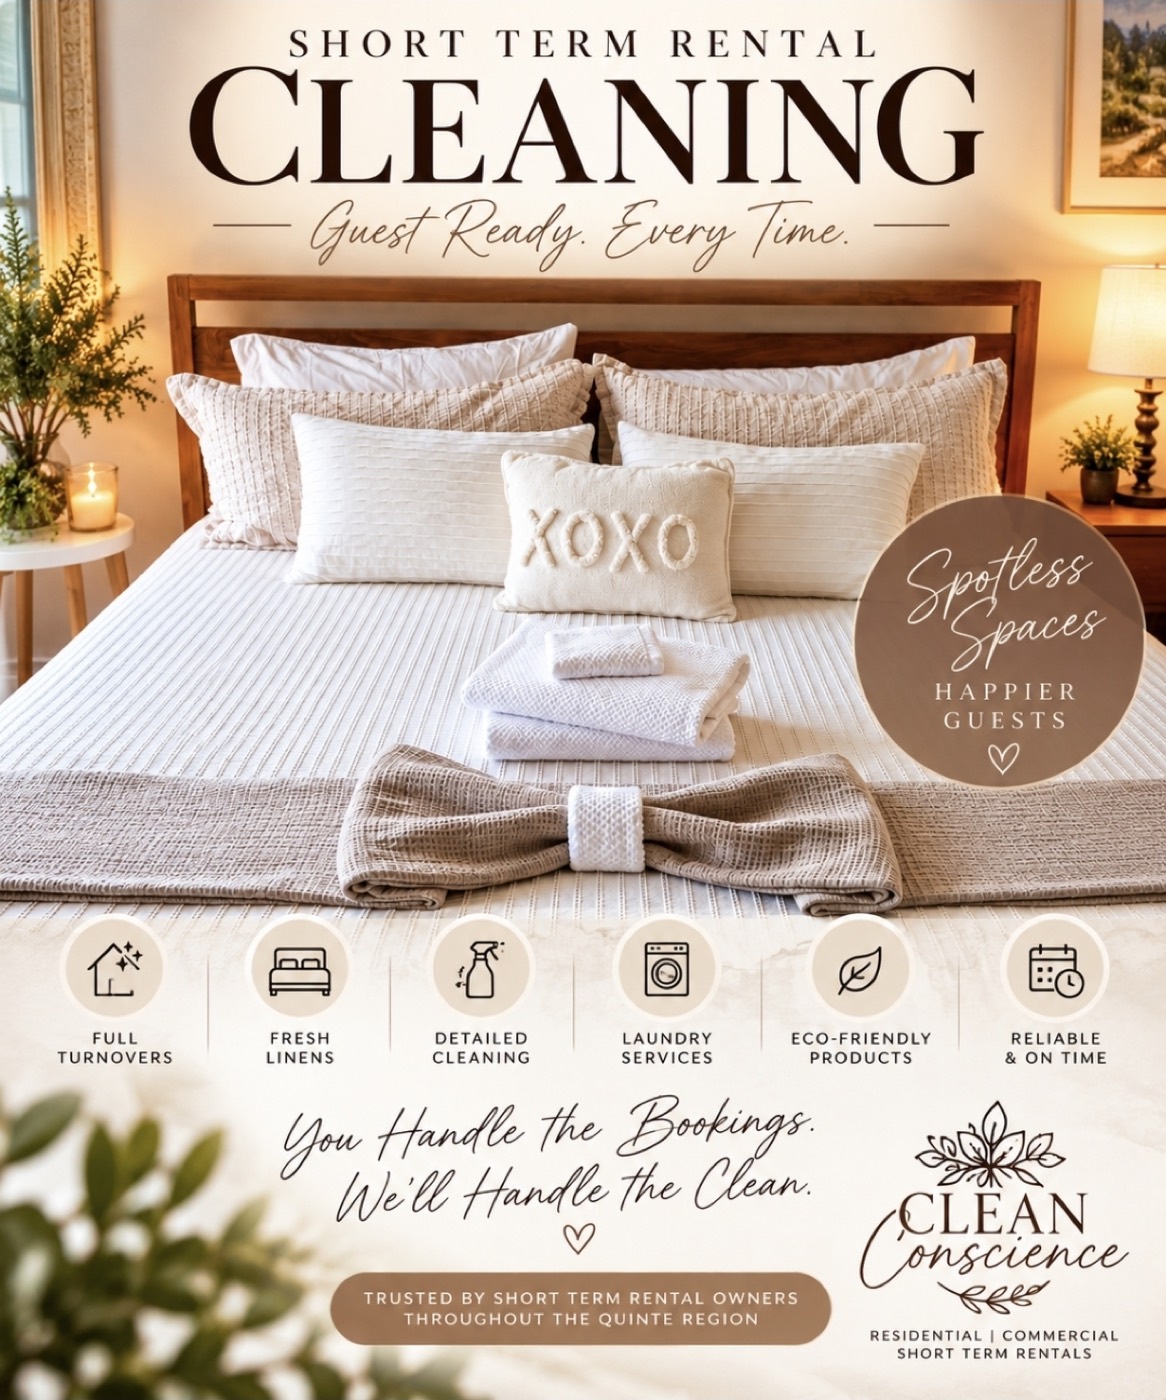 SHORT TERM RENTAL
CLEANING
Guest Ready. Every Time.
XOXO
Spotless
Spaces
HAPPIER
GUESTS
FULL
TURNOVERS
FRESH
LINENS
DETAILED
CLEANING
LAUNDRY
SERVICES
ECO-FRIENDLY
PRODUCTS
RELIABLE
& ON TIME
You Handle the Bookings.
We'll Handle the Clean.
TRUSTED BY SHORT TERM RENTAL OWNERS
THROUGHOUT THE QUINTE REGION
CLEAN
Conscience
RESIDENTIAL | COMMERCIAL
SHORT TERM RENTALS